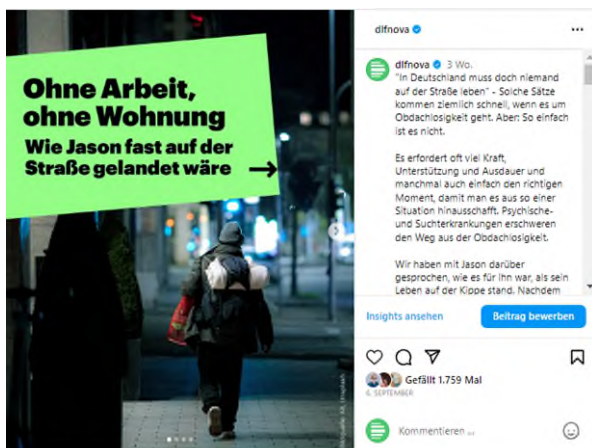 Ohne Arbeit,
ohne Wohnung
Wie Jason fast auf der
Straße gelandet wäre →
dlfnova
dlfnova 3 Wo.
"In Deutschland muss doch niemand
auf der Straße leben" - Solche Sätze
kommen ziemlich schnell, wenn es um
Obdachlosigkeit geht. Aber: So einfach
ist es nicht.
Es erfordert oft viel Kraft,
Unterstützung und Ausdauer und
manchmal auch einfach den richtigen
Moment, damit man es aus so einer
Situation hinausschafft. Psychische-
und Suchterkrankungen erschweren
den Weg aus der Obdachlosigkeit.
Wir haben mit Jason darüber
gesprochen, wie es für ihn war, als sein
Leben auf der Kippe stand. Nachdem
Insights ansehen
Beitrag bewerben
Gefällt 1.759 Mal
6. SEPTEMBER
Kommentieren ...